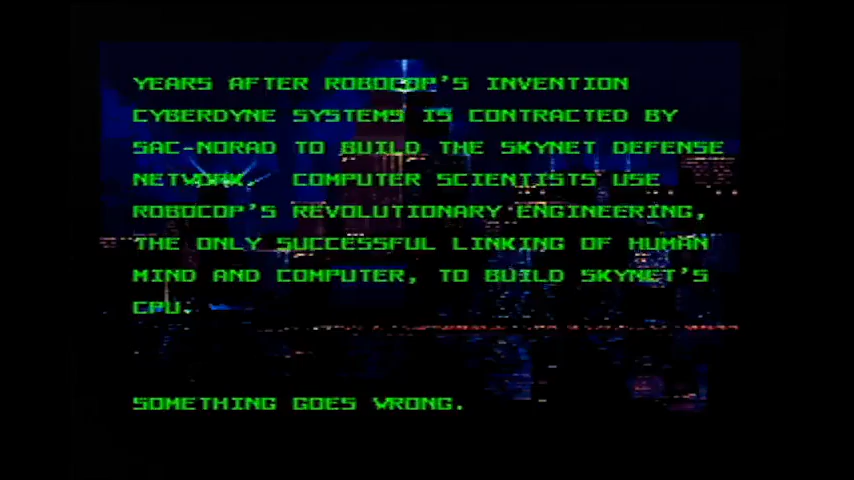 YEARS AFTER ROBOCOP'S INVENTION
CYBERDYNE SYSTEMS IS CONTRACTED BY
SAC-NORAD TO BUILD THE SKYNET DEFENSE
NETWORK. COMPUTER SCIENTISTS USE
ROBOCOP'S REVOLUTIONARY ENGINEERING,
THE ONLY SUCCESSFUL LINKING OF HUMAN
MIND AND COMPUTER, TO BUILD SKYNET'S
CPU.
SOMETHING GOES WRONG.